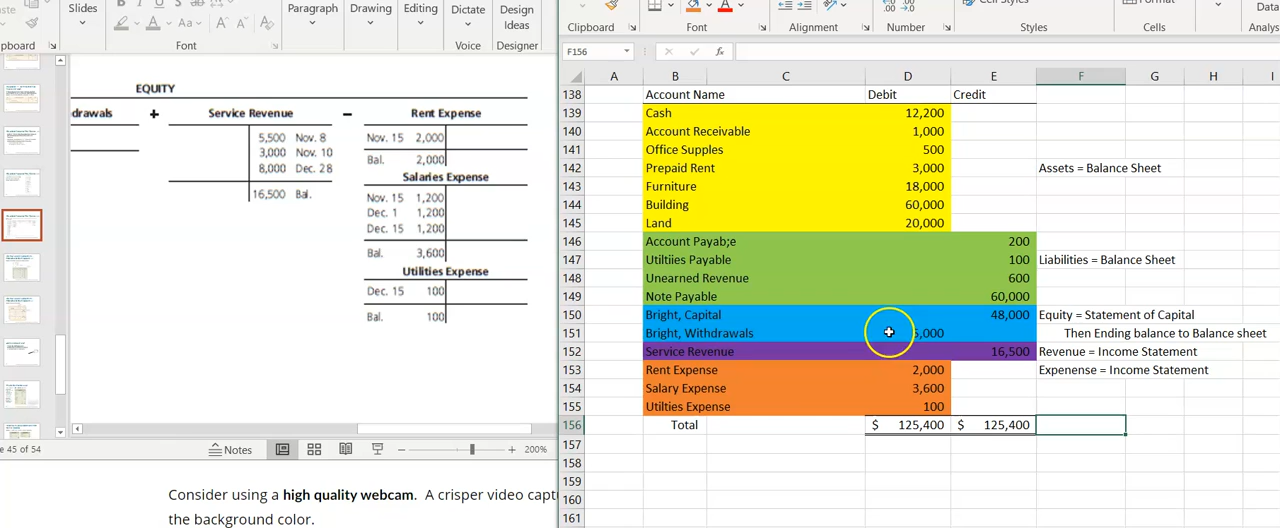 Slides
Paragraph
Dictate
Editing
Design
Ideas
B I U S
pboard
Font
Drawing
Voice
Designer
EQUITY
drawals + Service Revenue − Rent Expense
5,500 Nov. 8
3,000 Nov. 10
8,000 Dec. 28
16,500 Bal.
Nov. 15 2,000
Bal. 2,000
Salaries Expense
Nov. 15 1,200
Dec. 1 1,200
Dec. 15 1,200
Bal. 3,600
Utilities Expense
Dec. 15 100
Bal. 100
e 45 of 54
Notes
200%
Consider using a high quality webcam. A crisper video capt
the background color.
Cell Styles
Format
Data
Clipboard
Font
Alignment
Number
Styles
Cells
Analys
F156
fx
A B C D E F G H I
138 Account Name Debit Credit
139 Cash 12,200
140 Account Receivable 1,000
141 Office Supplies 500
142 Prepaid Rent 3,000 Assets = Balance Sheet
143 Furniture 18,000
144 Building 60,000
145 Land 20,000
146 Account Payab;e 200
147 Utiltiies Payable 100 Liabilities = Balance Sheet
148 Unearned Revenue 600
149 Note Payable 60,000
150 Bright, Capital 48,000 Equity = Statement of Capital
151 Bright, Withdrawals 5,000 Then Ending balance to Balance sheet
152 Service Revenue 16,500 Revenue = Income Statement
153 Rent Expense 2,000 Expenense = Income Statement
154 Salary Expense 3,600
155 Utilties Expense 100
156 Total $ 125,400 $ 125,400
157
158
159
160
161